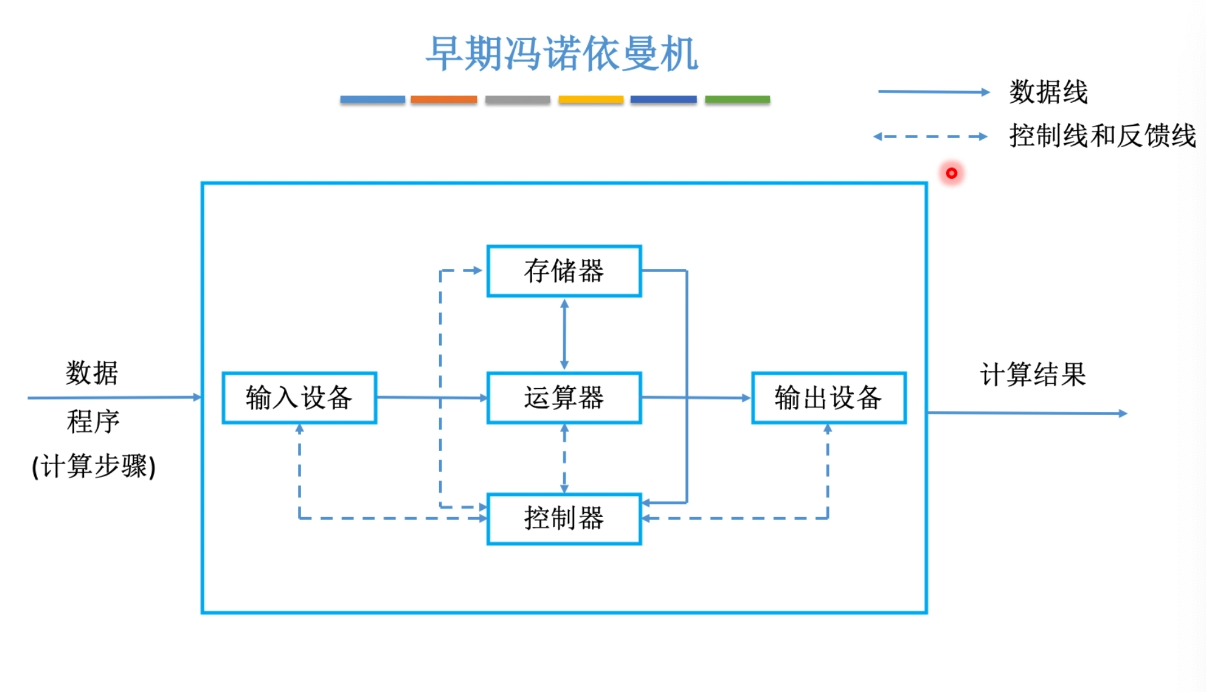 早期冯诺依曼机
数据线
控制线和反馈线
存储器
数据
程序
(计算步骤)
输入设备
运算器
输出设备
计算结果
控制器